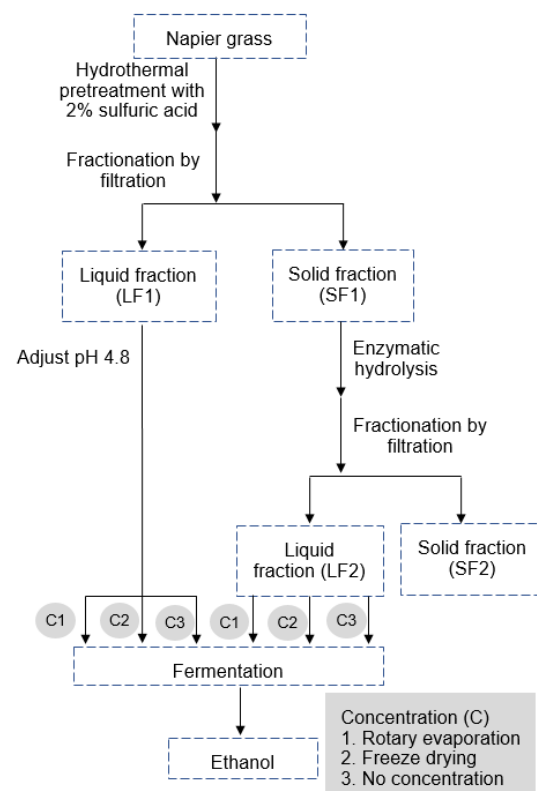 Napier grass
Hydrothermal
pretreatment with
2% sulfuric acid
Fractionation by
filtration
Liquid fraction
(LF1)
Solid fraction
(SF1)
Adjust pH 4.8
Enzymatic
hydrolysis
Fractionation by
filtration
Liquid
fraction (LF2)
Solid fraction
(SF2)
C1
C2
C3
C1
C2
C3
Fermentation
Ethanol
Concentration (C)
1. Rotary evaporation
2. Freeze drying
3. No concentration